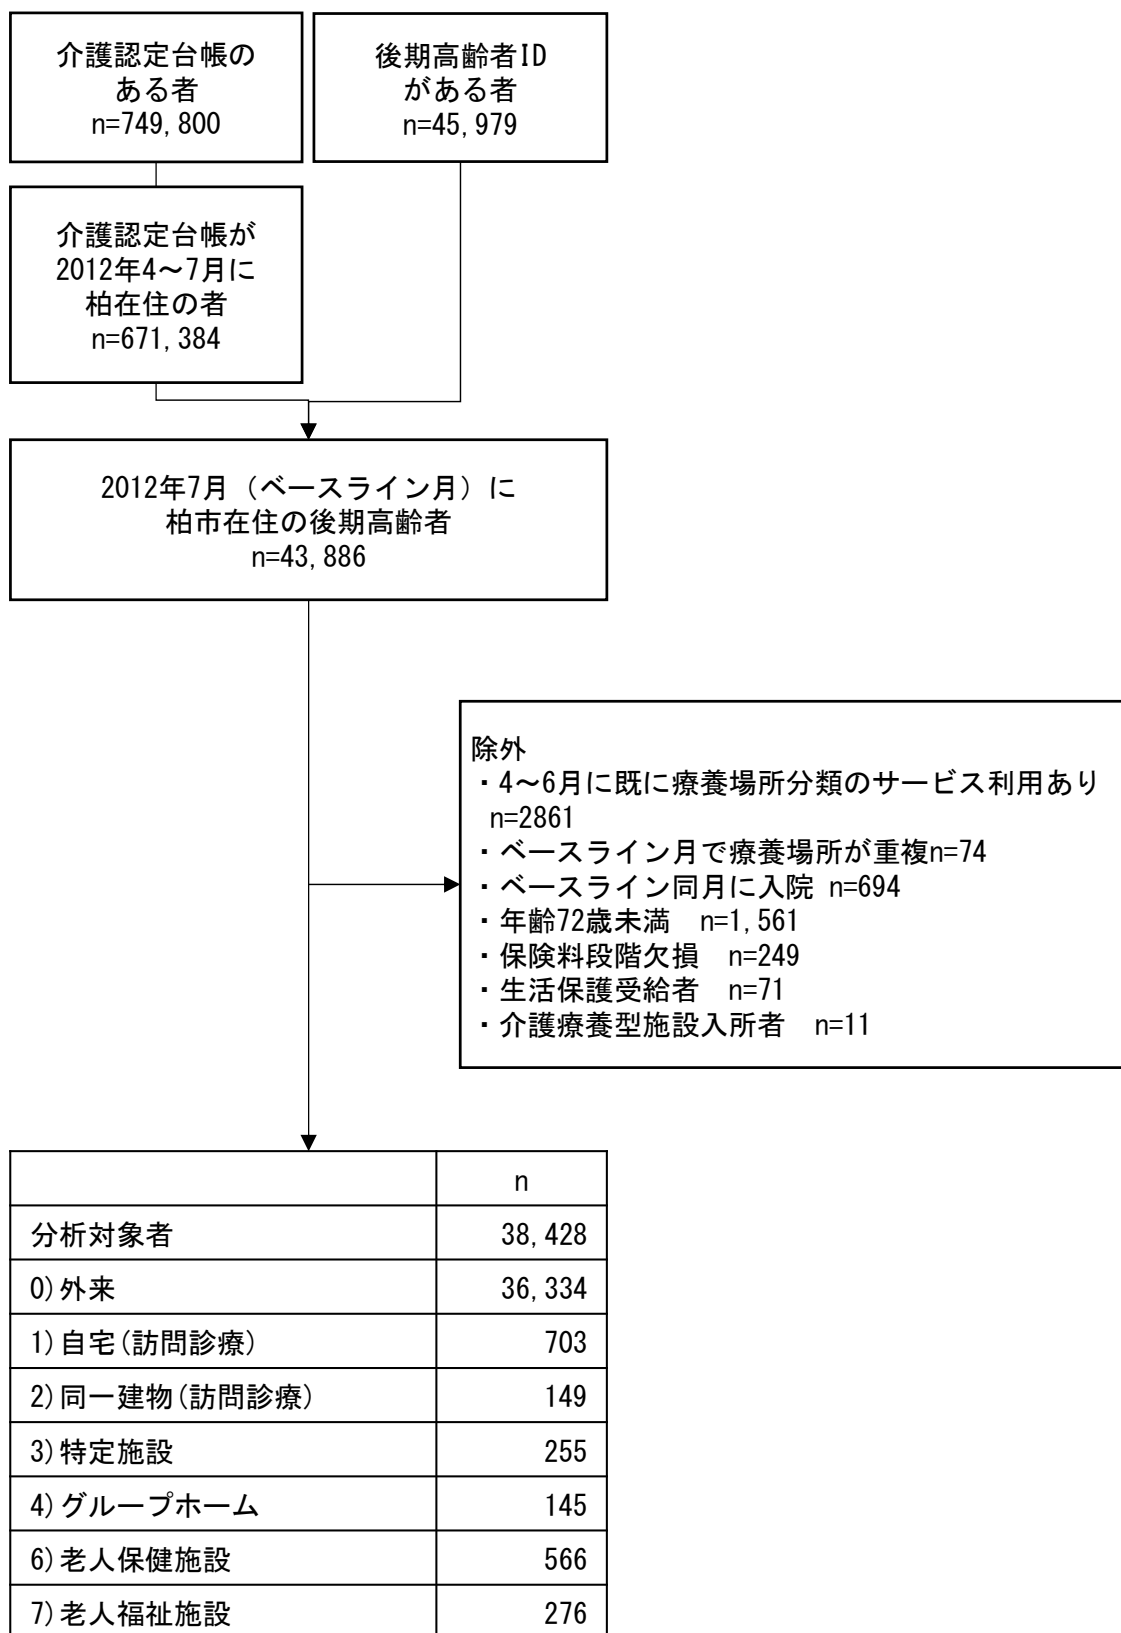 介護認定台帳の
ある者
n=749,800
後期高齢者ID
がある者
n=45,979
介護認定台帳が
2012年4～7月に
柏在住の者
n=671,384
2012年7月（ベースライン月）に
柏市在住の後期高齢者
n=43,886
除外
・4～6月に既に療養場所分類のサービス利用あり
n=2861
・ベースライン月で療養場所が重複n=74
・ベースライン同月に入院 n=694
・年齢72歳未満　n=1,561
・保険料段階欠損　n=249
・生活保護受給者　n=71
・介護療養型施設入所者　n=11
n
分析対象者 38,428
0)外来 36,334
1)自宅(訪問診療) 703
2)同一建物(訪問診療) 149
3)特定施設 255
4)グループホーム 145
6)老人保健施設 566
7)老人福祉施設 276